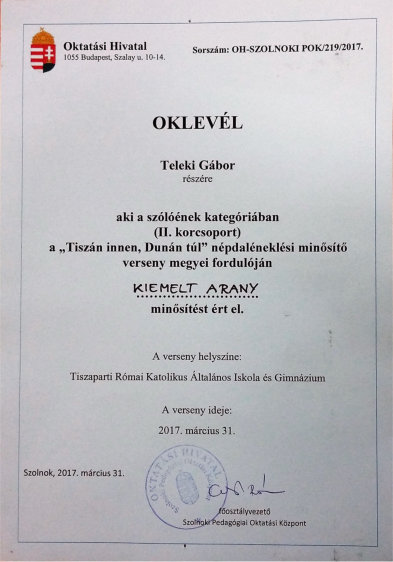 Oktatási Hivatal
1055 Budapest, Szalay u. 10-14.
Sorszám: OH-SZOLNOKI POK/219/2017.
OKLEVÉL
Teleki Gábor
részére
aki a szólóének kategóriában
(II. korcsoport)
a „Tiszán innen, Dunán túl” népdaléneklési minősítő
verseny megyei fordulóján
KIEMELT ARANY
minősítést ért el.
A verseny helyszíne:
Tiszaparti Római Katolikus Általános Iskola és Gimnázium
A verseny ideje:
2017. március 31.
Szolnok, 2017. március 31.
OKTATÁSI HIVATAL
főosztályvezető
Szolnoki Pedagógiai Oktatási Központ